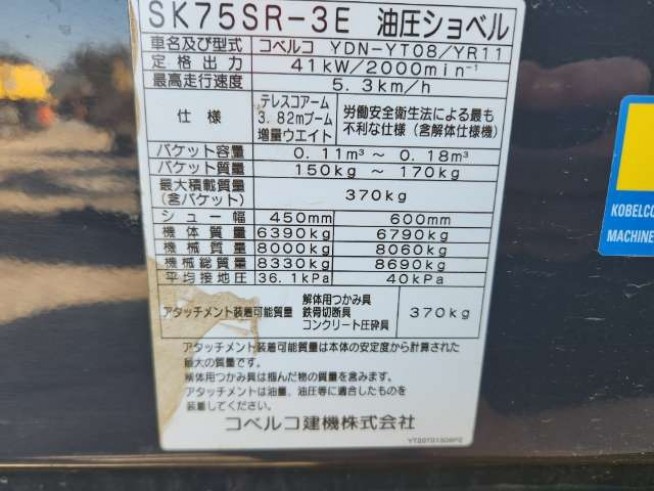 SK75SR-3E 油圧ショベル
車名及び型式 コベルコ YDN-YT08/YR11
定格出力 41kW/2000min⁻¹
最高走行速度 5.3km/h
仕様 テレスコアーム 3.82mブーム 増量ウエイト 労働安全衛生法による最も不利な仕様(含解体仕様機)
バケット容量 0.11m³ ~ 0.18m³
バケット質量 150kg ~ 170kg
最大積載質量 (含バケット) 370kg
シュー幅 450mm 600mm
機体質量 6390kg 6790kg
機械質量 8000kg 8060kg
機械総質量 8330kg 8690kg
平均接地圧 36.1kPa 40kPa
アタッチメント装着可能質量 解体用つかみ具 鉄骨切断具 コンクリート圧砕具 370kg
アタッチメント装着可能質量は本体の安定度から計算された
最大の質量です。
解体用つかみ具は掴んだ物の質量を含みます。
アタッチメントは油量、油圧等に適合したものを
装着してください。
コベルコ建機株式会社
KOBELCO
MACHINE